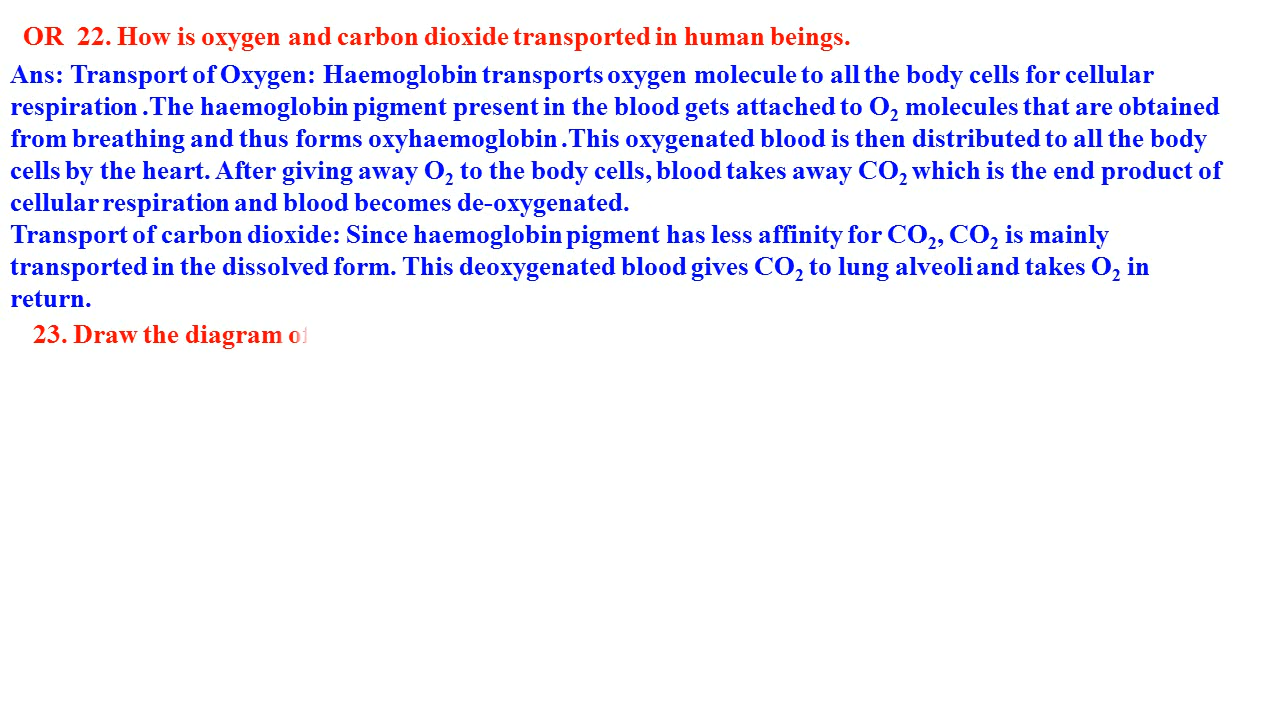 OR 22. How is oxygen and carbon dioxide transported in human beings.
Ans: Transport of Oxygen: Haemoglobin transports oxygen molecule to all the body cells for cellular
respiration .The haemoglobin pigment present in the blood gets attached to O₂ molecules that are obtained
from breathing and thus forms oxyhaemoglobin .This oxygenated blood is then distributed to all the body
cells by the heart. After giving away O₂ to the body cells, blood takes away CO₂ which is the end product of
cellular respiration and blood becomes de-oxygenated.
Transport of carbon dioxide: Since haemoglobin pigment has less affinity for CO₂, CO₂ is mainly
transported in the dissolved form. This deoxygenated blood gives CO₂ to lung alveoli and takes O₂ in
return.
23. Draw the diagram